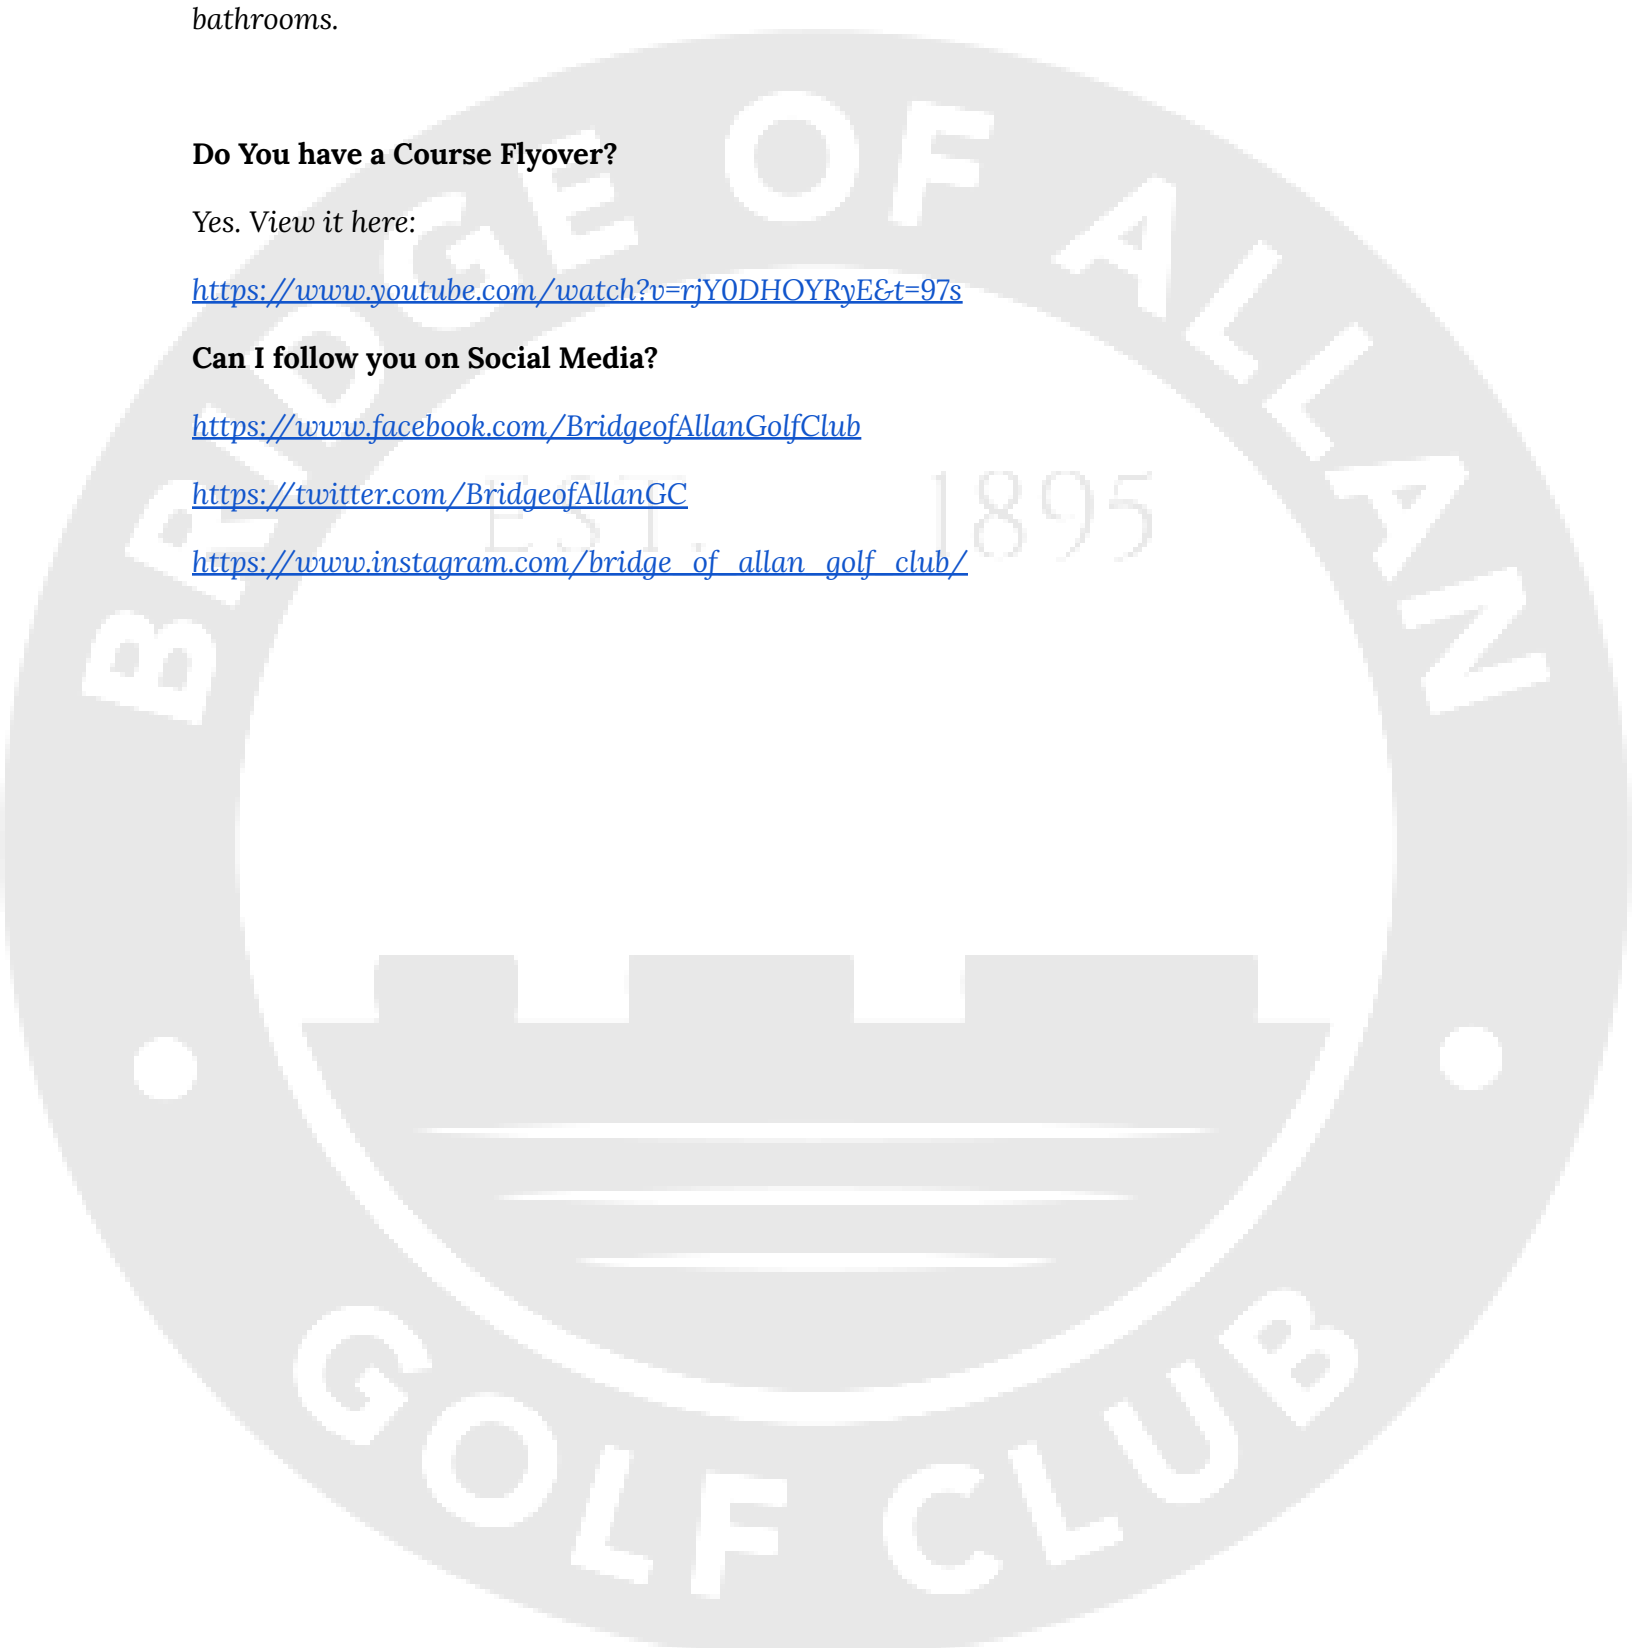 bathrooms.
Do You have a Course Flyover?
Yes. View it here:
https://www.youtube.com/watch?v=rjY0DHOYRyE&t=97s
Can I follow you on Social Media?
https://www.facebook.com/BridgeofAllanGolfClub
https://twitter.com/BridgeofAllanGC
https://www.instagram.com/bridge_of_allan_golf_club/
BRIDGE OF ALLAN
EST. 1895
GOLF CLUB